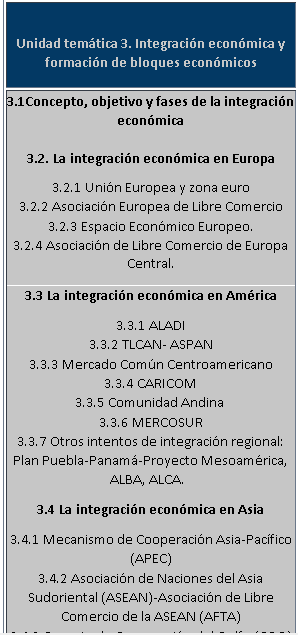 Unidad temática 3. Integración económica y
formación de bloques económicos
3.1Concepto, objetivo y fases de la integración
económica
3.2. La integración económica en Europa
3.2.1 Unión Europea y zona euro
3.2.2 Asociación Europea de Libre Comercio
3.2.3 Espacio Económico Europeo.
3.2.4 Asociación de Libre Comercio de Europa
Central.
3.3 La integración económica en América
3.3.1 ALADI
3.3.2 TLCAN- ASPAN
3.3.3 Mercado Común Centroamericano
3.3.4 CARICOM
3.3.5 Comunidad Andina
3.3.6 MERCOSUR
3.3.7 Otros intentos de integración regional:
Plan Puebla-Panamá-Proyecto Mesoamérica,
ALBA, ALCA.
3.4 La integración económica en Asia
3.4.1 Mecanismo de Cooperación Asia-Pacífico
(APEC)
3.4.2 Asociación de Naciones del Asia
Sudoriental (ASEAN)-Asociación de Libre
Comercio de la ASEAN (AFTA)